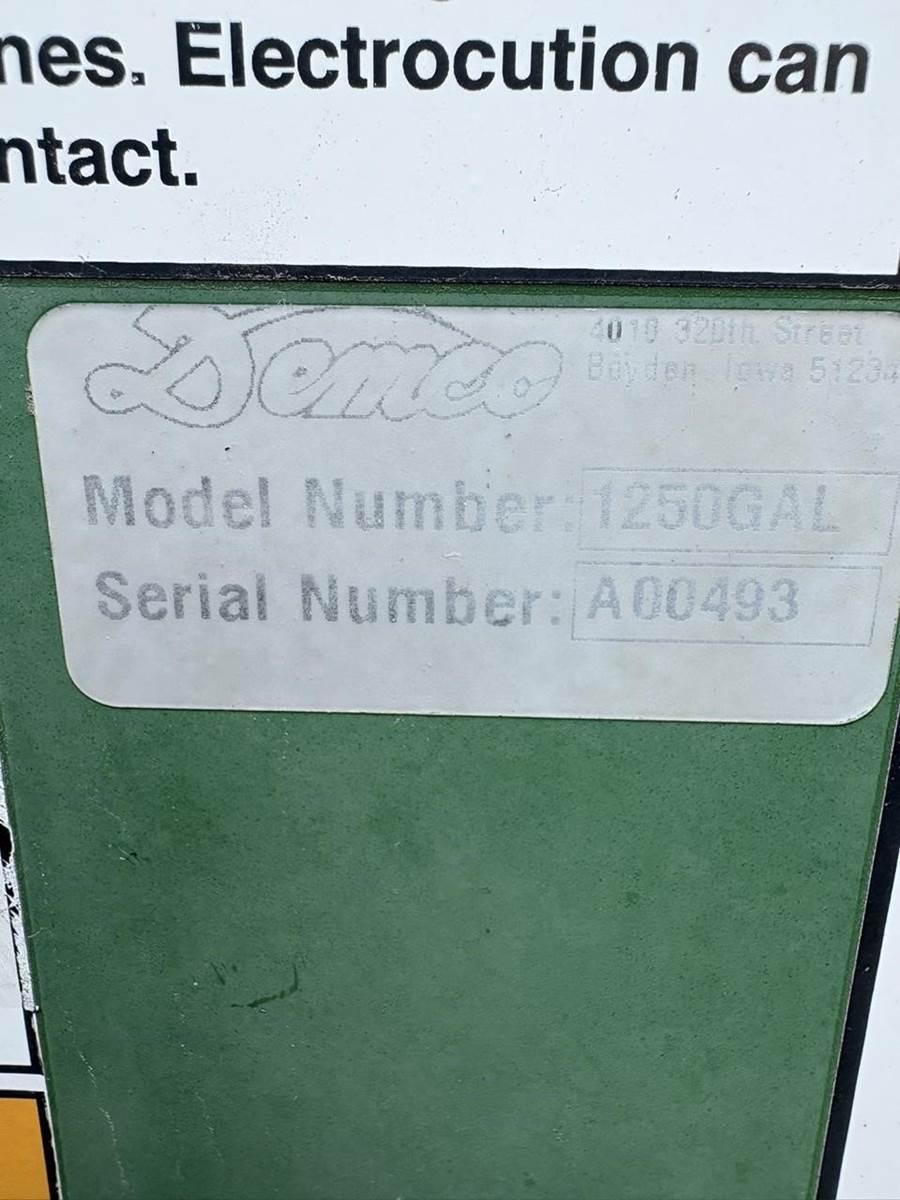 nes. Electrocution can
ntact.
Demco
4010 320th Street
Boyden, Iowa 51234
Model Number: 1250GAL
Serial Number: A00493